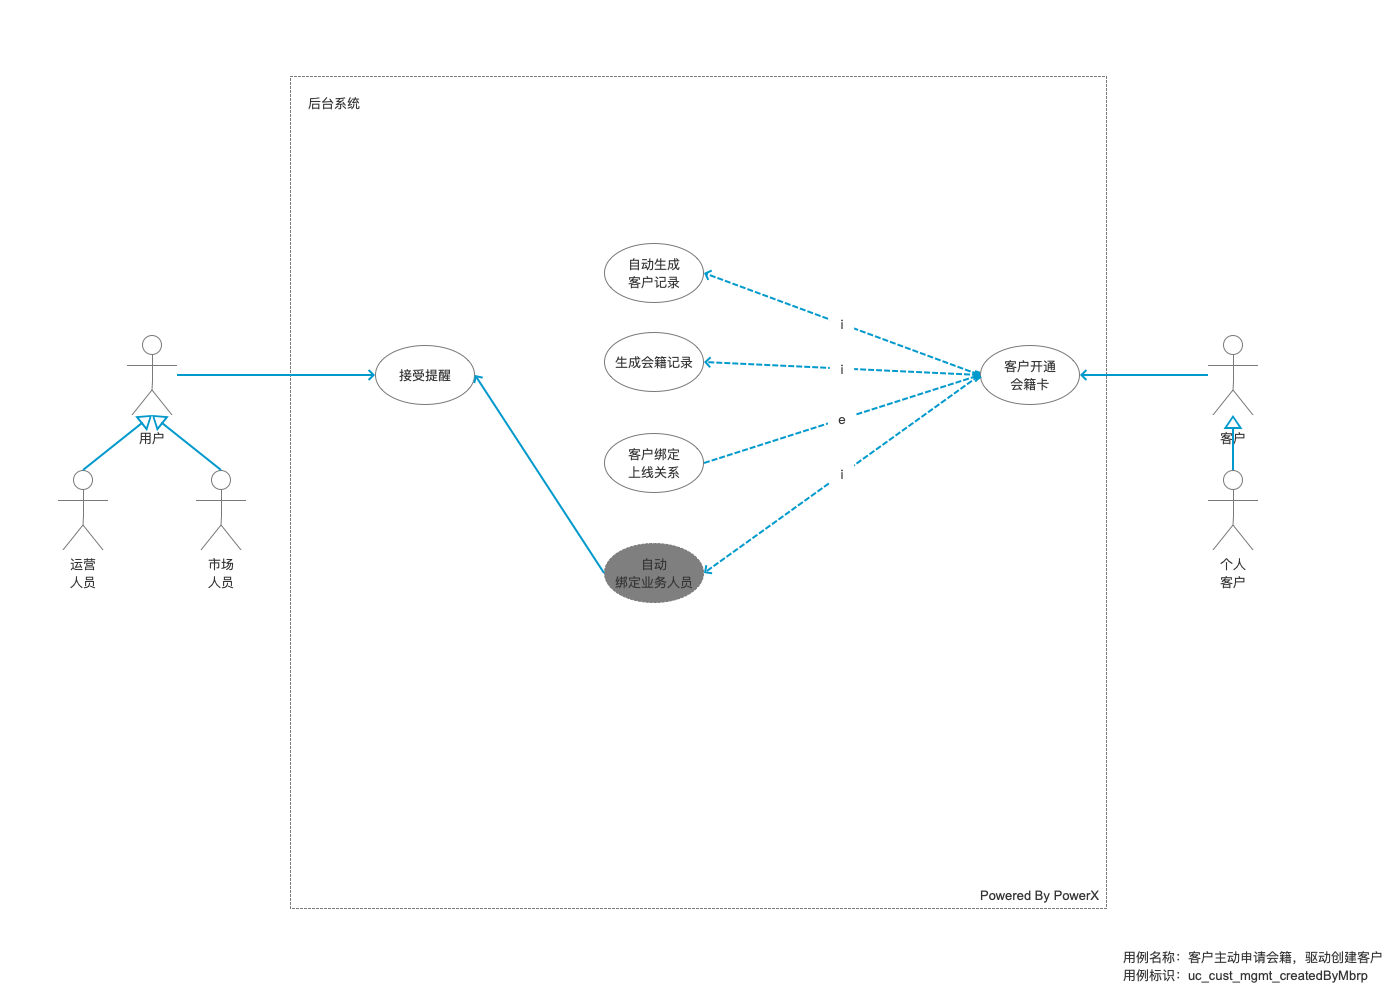 后台系统
自动生成
客户记录
i
生成会籍记录
i
客户开通
会籍卡
接受提醒
e
客户绑定
上线关系
i
自动
绑定业务人员
用户
客户
运营
人员
市场
人员
个人
客户
Powered By PowerX
用例名称：客户主动申请会籍，驱动创建客户
用例标识：uc_cust_mgmt_createdByMbrp